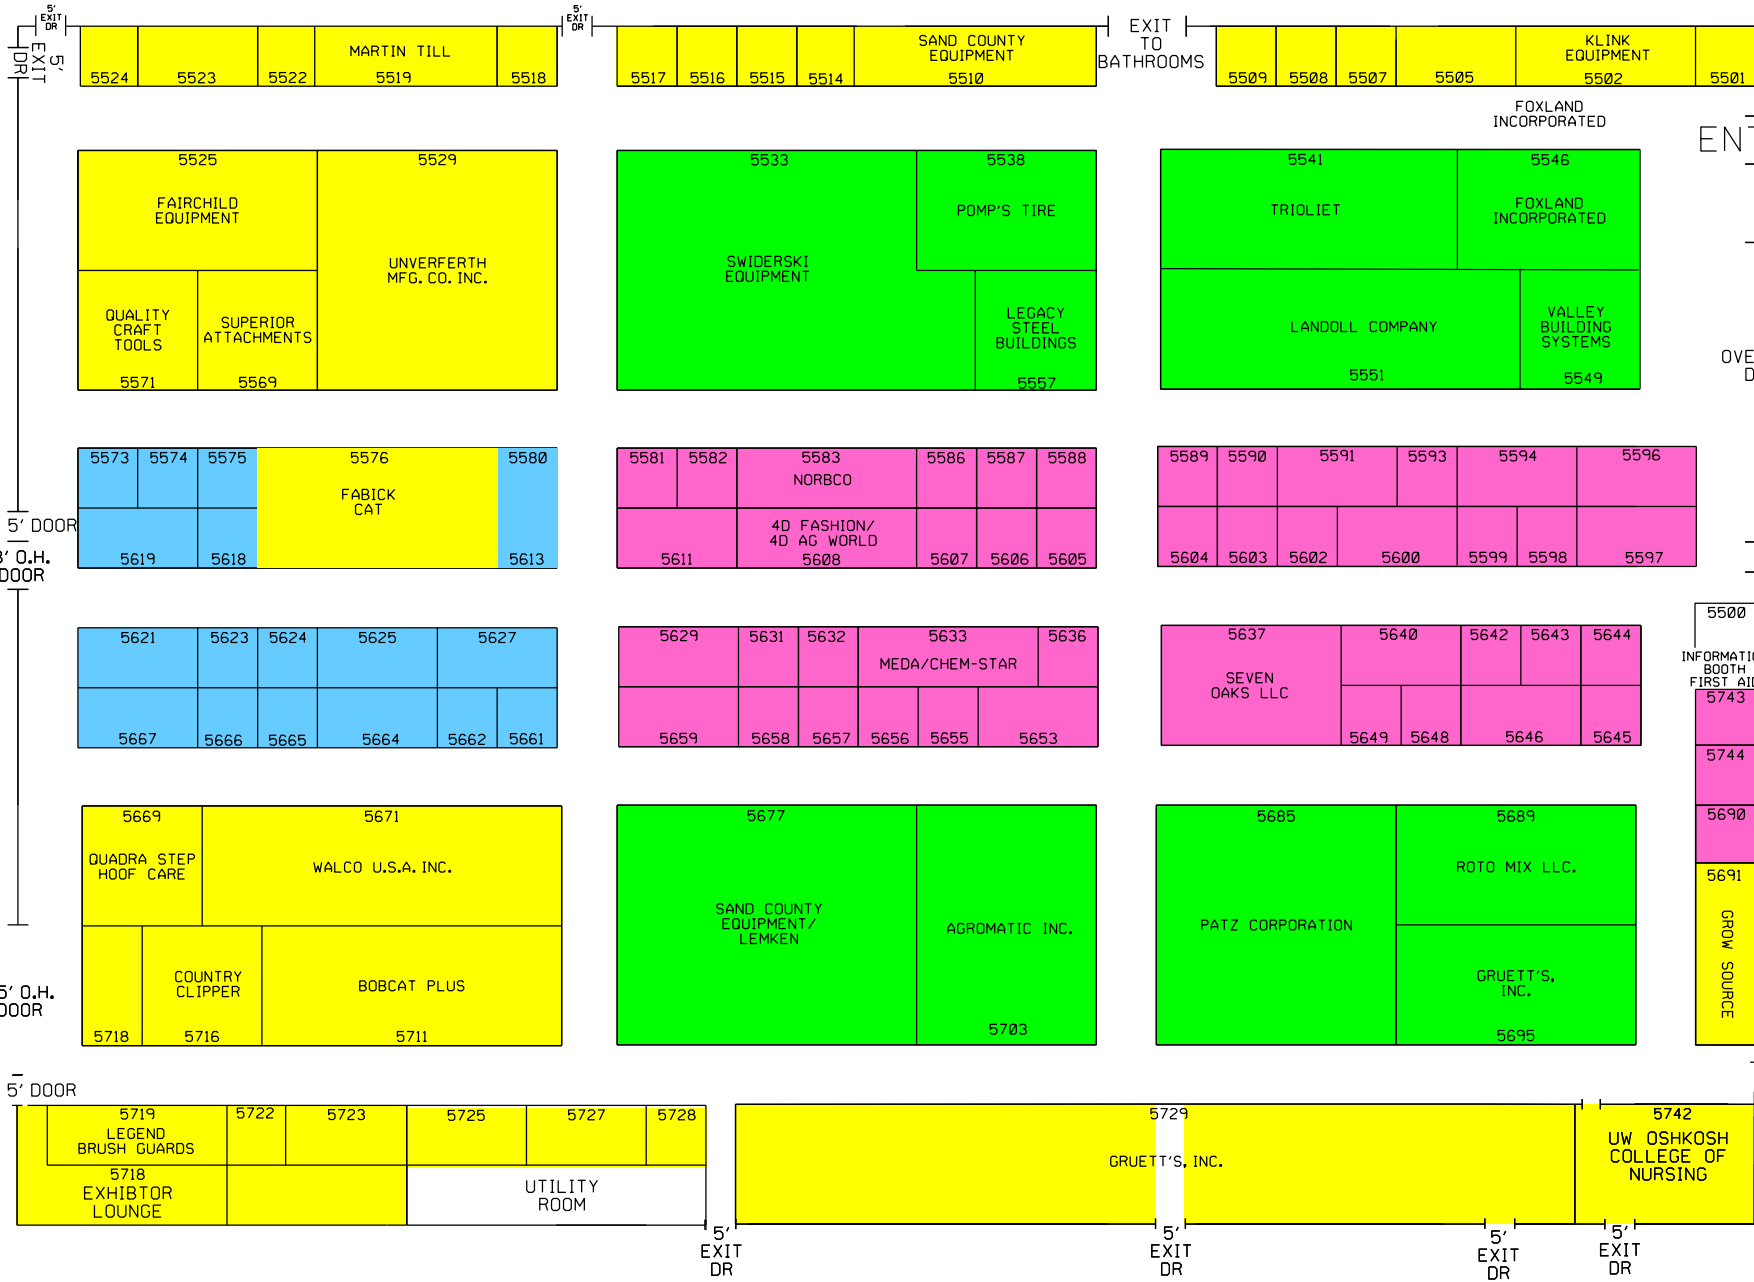 5'
EXIT
DR
5'
EXIT
DR
5'
EXIT
DR
EXIT
TO
BATHROOMS
5524
5523
5522
MARTIN TILL
5519
5518
5517
5516
5515
5514
SAND COUNTY
EQUIPMENT
5510
5509
5508
5507
5505
KLINK
EQUIPMENT
5502
5501
FOXLAND
INCORPORATED
EN
5525
FAIRCHILD
EQUIPMENT
5529
UNVERFERTH
MFG. CO. INC.
QUALITY
CRAFT
TOOLS
5571
SUPERIOR
ATTACHMENTS
5569
5533
SWIDERSKI
EQUIPMENT
5538
POMP'S TIRE
LEGACY
STEEL
BUILDINGS
5557
5541
TRIOLIET
5546
FOXLAND
INCORPORATED
LANDOLL COMPANY
5551
VALLEY
BUILDING
SYSTEMS
5549
OVE
D
5573
5574
5575
5576
FABICK
CAT
5580
5619
5618
5613
5' DOOR
' O.H.
DOOR
5581
5582
5583
NORBCO
5586
5587
5588
5611
4D FASHION/
4D AG WORLD
5608
5607
5606
5605
5589
5590
5591
5593
5594
5596
5604
5603
5602
5600
5599
5598
5597
5621
5623
5624
5625
5627
5667
5666
5665
5664
5662
5661
5629
5631
5632
5633
MEDA/CHEM-STAR
5636
5659
5658
5657
5656
5655
5653
5637
SEVEN
OAKS LLC
5640
5642
5643
5644
5649
5648
5646
5645
5500
INFORMATIO
BOOTH
FIRST AID
5743
5744
5690
5691
GROW SOURCE
5669
QUADRA STEP
HOOF CARE
5671
WALCO U.S.A. INC.
5718
COUNTRY
CLIPPER
5716
BOBCAT PLUS
5711
5677
SAND COUNTY
EQUIPMENT/
LEMKEN
AGROMATIC INC.
5703
5685
PATZ CORPORATION
5689
ROTO MIX LLC.
GRUETT'S,
INC.
5695
5' O.H.
DOOR
5' DOOR
5719
LEGEND
BRUSH GUARDS
5718
EXHIBTOR
LOUNGE
5722
5723
5725
5727
5728
UTILITY
ROOM
5729
GRUETT'S, INC.
5742
UW OSHKOSH
COLLEGE OF
NURSING
5'
EXIT
DR
5'
EXIT
DR
5'
EXIT
DR
5'
EXIT
DR